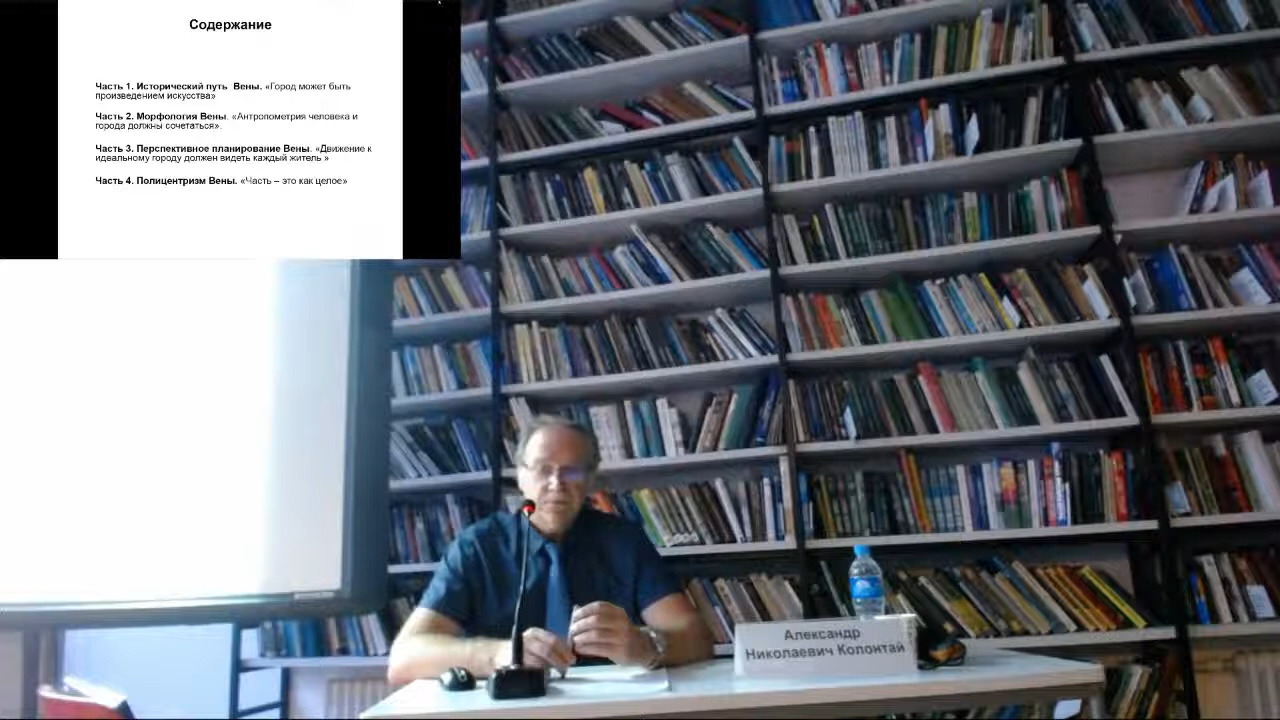 Содержание
Часть 1. Исторический путь Вены. «Город может быть
произведением искусства»
Часть 2. Морфология Вены. «Антропометрия человека и
города должны сочетаться».
Часть 3. Перспективное планирование Вены. «Движение к
идеальному городу должен видеть каждый житель »
Часть 4. Полицентризм Вены. «Часть – это как целое»
Александр
Николаевич Колонтай